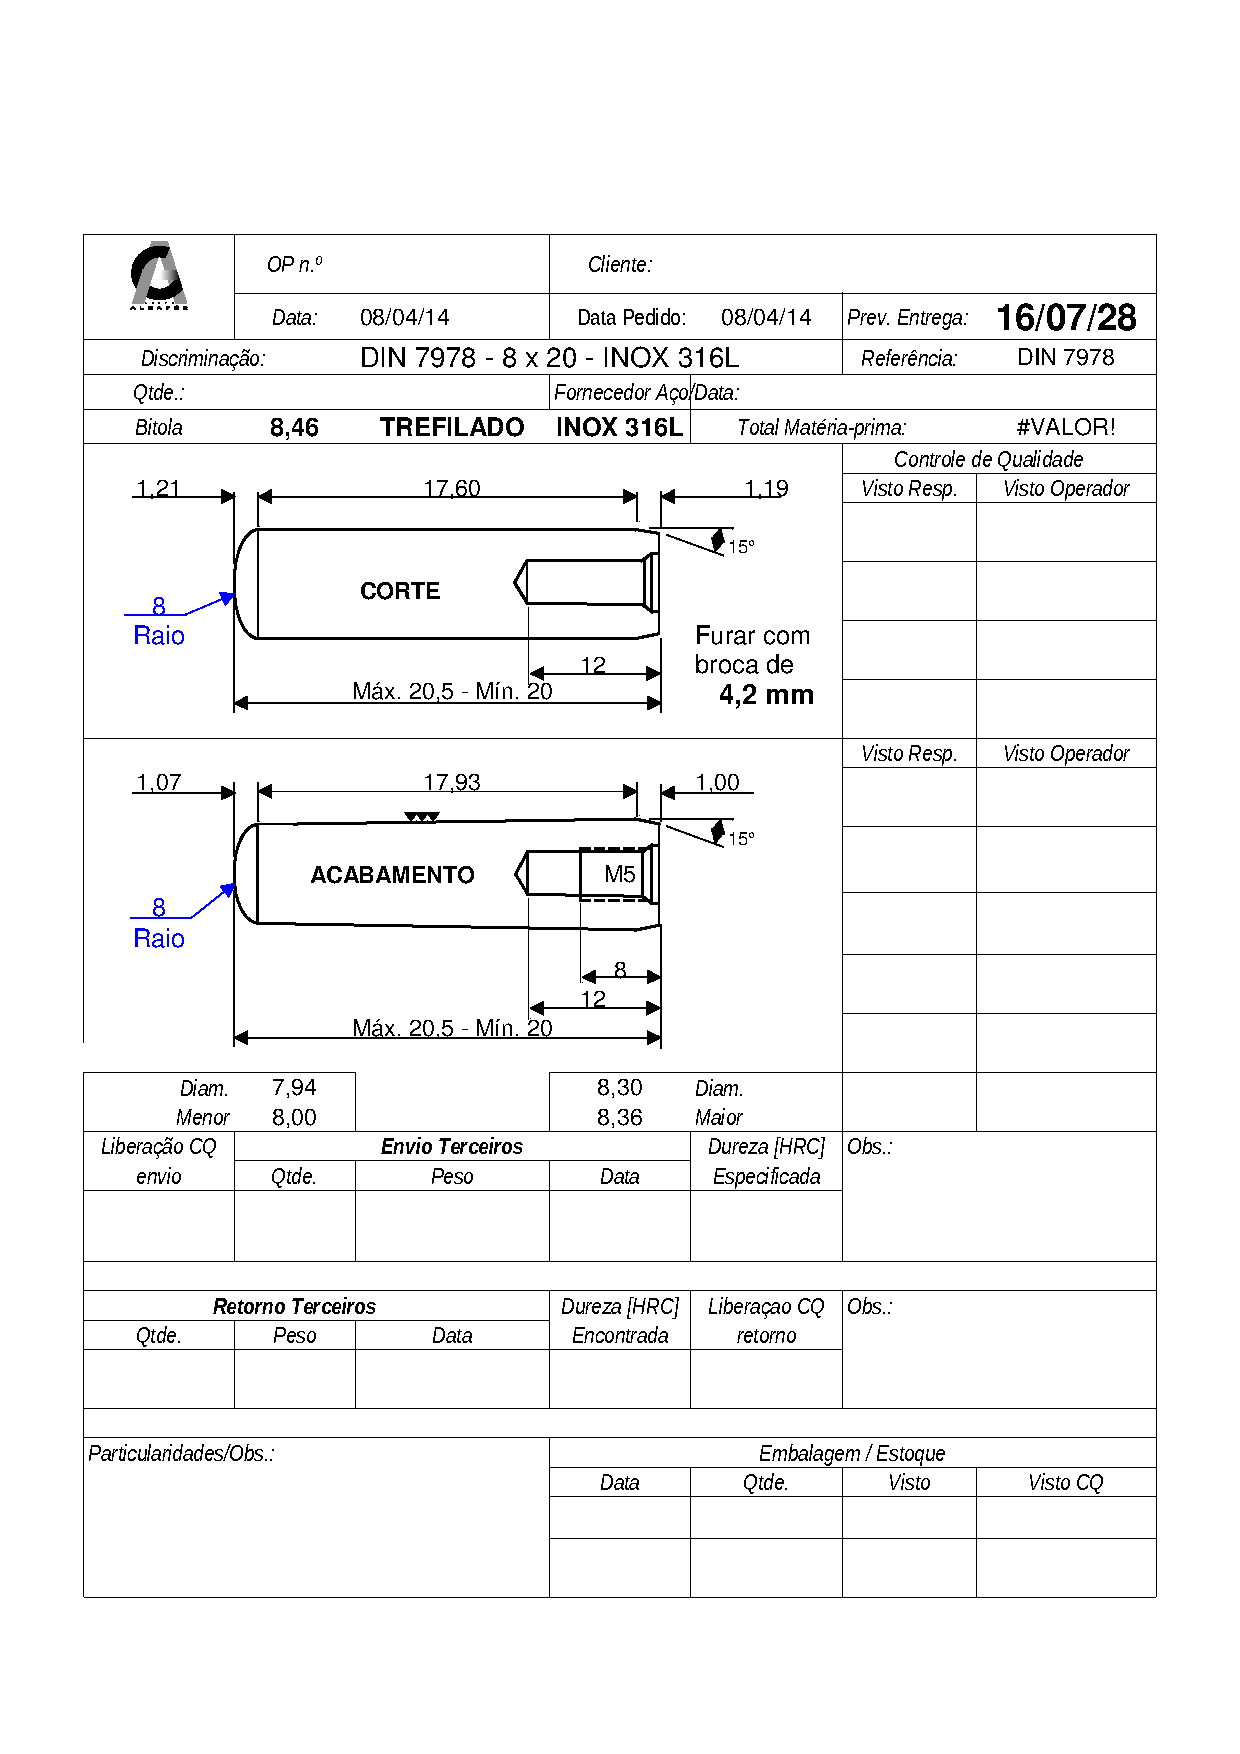 OP n.º Cliente:
Data: 08/04/14 Data Pedido: 08/04/14 Prev. Entrega: 16/07/28
Discriminação: DIN 7978 - 8 x 20 - INOX 316L Referência: DIN 7978
Qtde.: Fornecedor Aço/Data:
Bitola 8,46 TREFILADO INOX 316L Total Matéria-prima: #VALOR!
Controle de Qualidade
1,21 17,60 1,19 Visto Resp. Visto Operador
15°
CORTE
8
Raio Furar com
12 broca de
Máx. 20,5 - Mín. 20 4,2 mm
Visto Resp. Visto Operador
1,07 17,93 1,00
15°
ACABAMENTO M5
8
Raio
8
12
Máx. 20,5 - Mín. 20
Diam. 7,94 8,30 Diam.
Menor 8,00 8,36 Maior
Liberação CQ Envio Terceiros Dureza [HRC] Obs.:
envio Qtde. Peso Data Especificada
Retorno Terceiros Dureza [HRC] Liberaçao CQ Obs.:
Qtde. Peso Data Encontrada retorno
Particularidades/Obs.: Embalagem / Estoque
Data Qtde. Visto Visto CQ